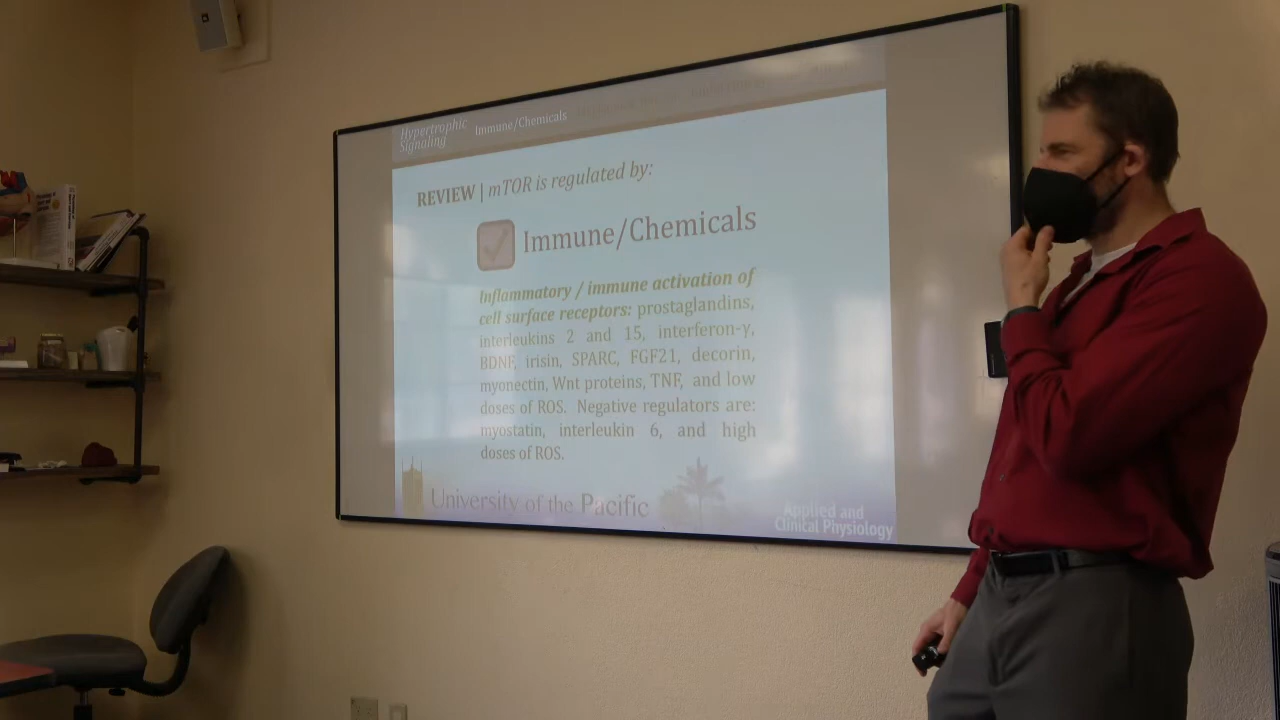 Hypertrophic
Signaling
Immune/Chemicals
REVIEW | mTOR is regulated by:
Immune/Chemicals
Inflammatory / immune activation of
cell surface receptors: prostaglandins,
interleukins 2 and 15, interferon-γ,
BDNF, irisin, SPARC, FGF21, decorin,
myonectin, Wnt proteins, TNF, and low
doses of ROS. Negative regulators are:
myostatin, interleukin 6, and high
doses of ROS.
University of the Pacific
Applied and
Clinical Physiology